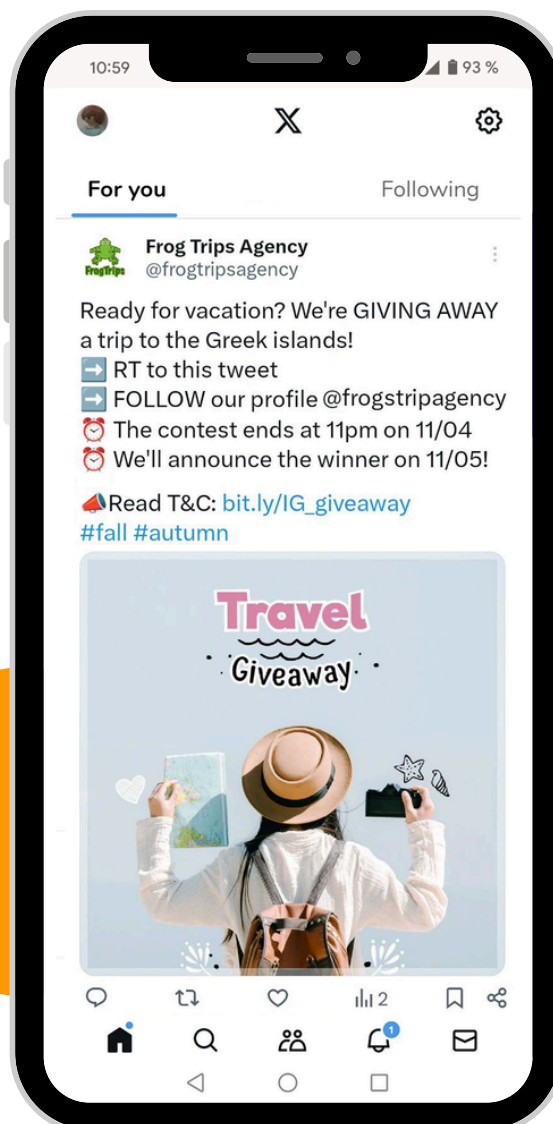 10:59
93 %
For you
Following
FrogTrips
Frog Trips Agency
@frogtripsagency
Ready for vacation? We're GIVING AWAY
a trip to the Greek islands!
➡️ RT to this tweet
➡️ FOLLOW our profile @frogstripagency
⏰ The contest ends at 11pm on 11/04
⏰ We'll announce the winner on 11/05!
📣Read T&C: bit.ly/IG_giveaway
#fall #autumn
Travel
Giveaway
2
1